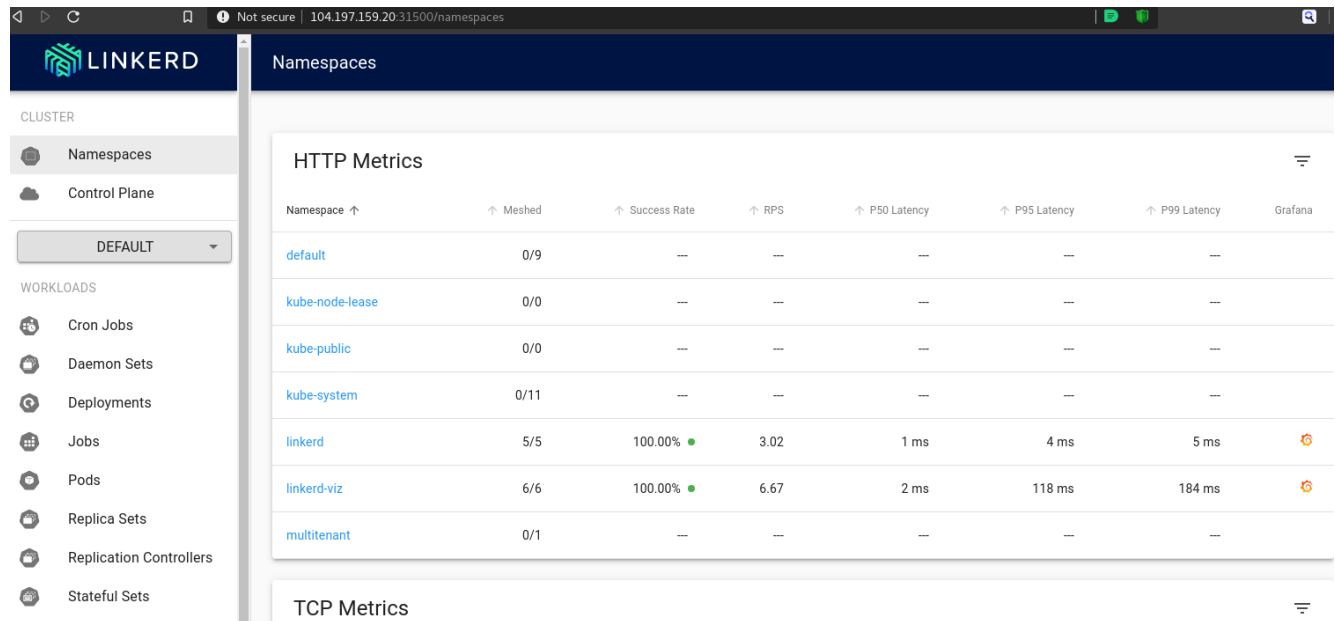 Not secure | 104.197.159.20:31500/namespaces
LINKERD
Namespaces
CLUSTER
Namespaces
Control Plane
DEFAULT
WORKLOADS
Cron Jobs
Daemon Sets
Deployments
Jobs
Pods
Replica Sets
Replication Controllers
Stateful Sets
HTTP Metrics
Namespace ↑ ↑ Meshed ↑ Success Rate ↑ RPS ↑ P50 Latency ↑ P95 Latency ↑ P99 Latency Grafana
default 0/9 --- --- --- --- ---
kube-node-lease 0/0 --- --- --- --- ---
kube-public 0/0 --- --- --- --- ---
kube-system 0/11 --- --- --- --- ---
linkerd 5/5 100.00% 3.02 1 ms 4 ms 5 ms
linkerd-viz 6/6 100.00% 6.67 2 ms 118 ms 184 ms
multitenant 0/1 --- --- --- --- ---
TCP Metrics